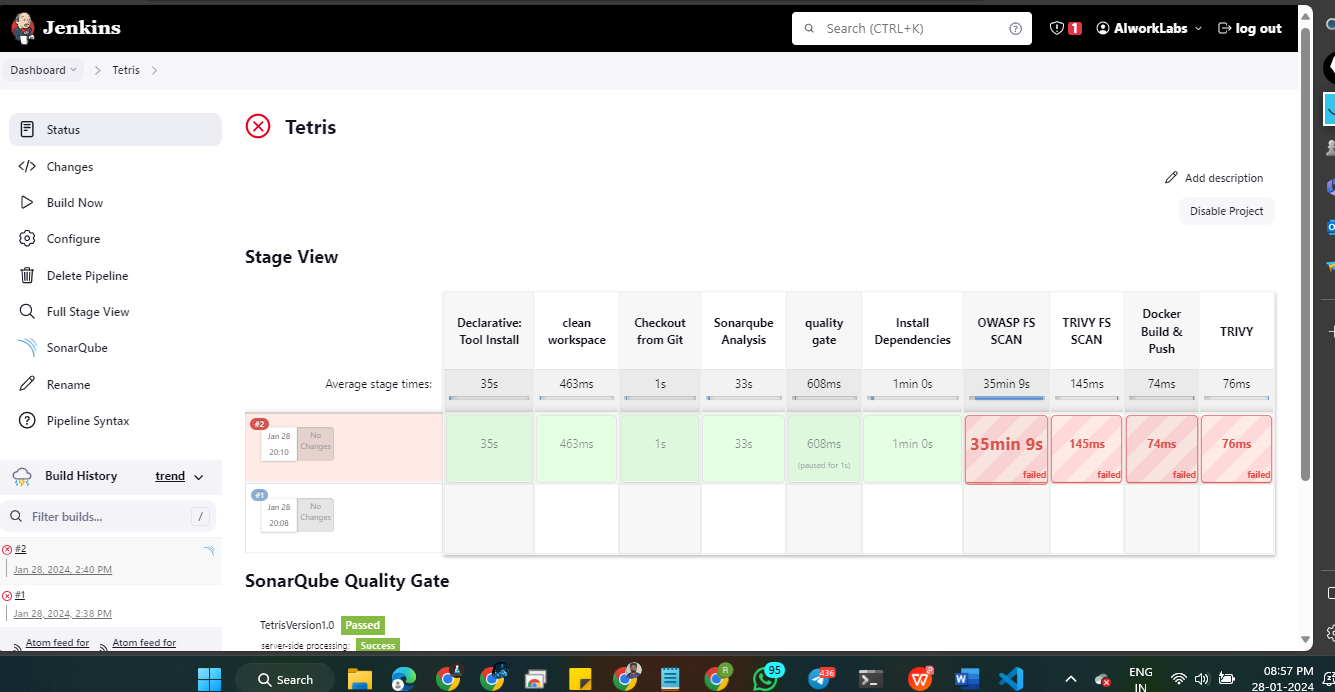 Jenkins
Search (CTRL+K)
1
AIworkLabs
log out
Dashboard
Tetris
Status
Changes
Build Now
Configure
Delete Pipeline
Full Stage View
SonarQube
Rename
Pipeline Syntax
Build History
trend
Filter builds...
/
#2
Jan 28, 2024, 2:40 PM
#1
Jan 28, 2024, 2:38 PM
Atom feed for
Atom feed for
Tetris
Add description
Disable Project
Stage View
Declarative: Tool Install
clean workspace
Checkout from Git
Sonarqube Analysis
quality gate
Install Dependencies
OWASP FS SCAN
TRIVY FS SCAN
Docker Build & Push
TRIVY
Average stage times:
35s
463ms
1s
33s
608ms
1min 0s
35min 9s
145ms
74ms
76ms
#2
Jan 28
20:10
No Changes
35s
463ms
1s
33s
608ms
(paused for 1s)
1min 0s
35min 9s
failed
145ms
failed
74ms
failed
76ms
failed
#1
Jan 28
20:08
No Changes
SonarQube Quality Gate
TetrisVersion1.0 Passed
server-side processing: Success
Search
R
95
436
ENG
IN
08:57 PM
28-01-2024